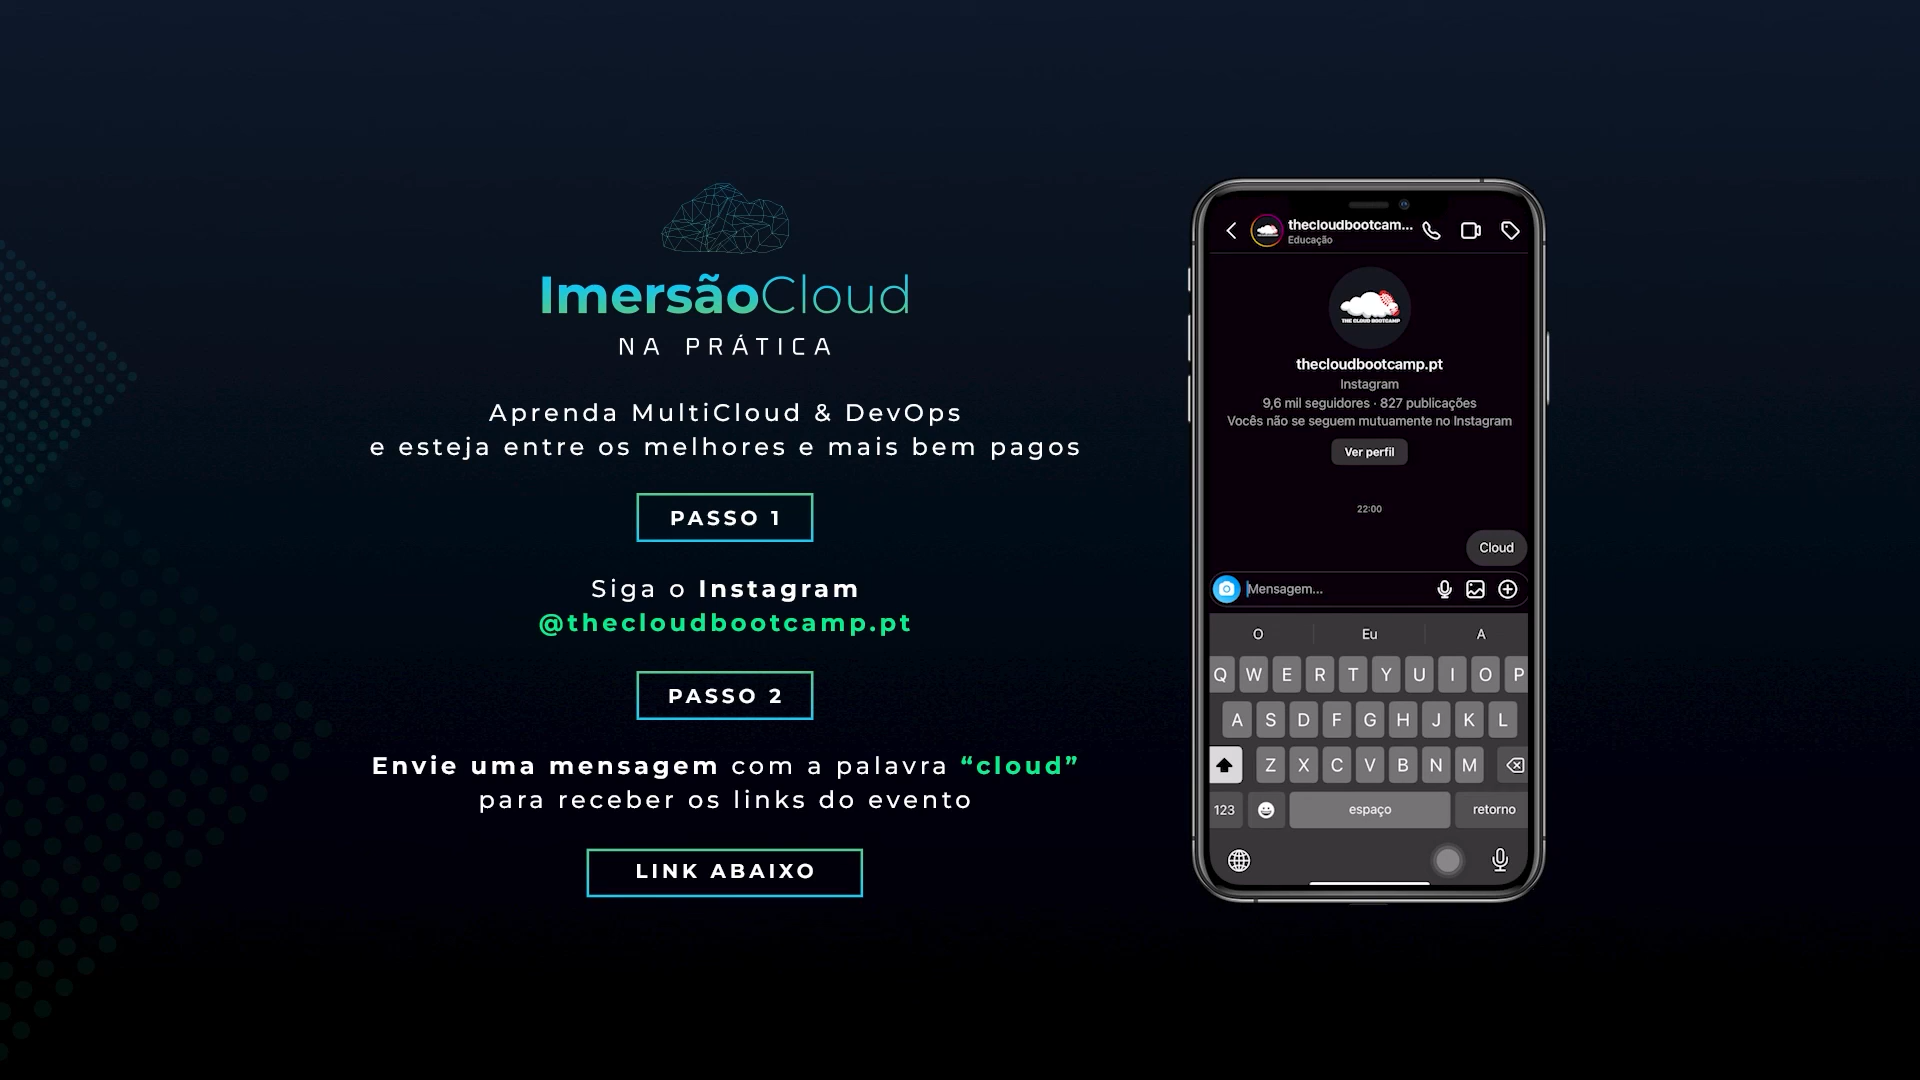 ImersãoCloud
NA PRÁTICA
Aprenda MultiCloud & DevOps
e esteja entre os melhores e mais bem pagos
PASSO 1
Siga o Instagram
@thecloudbootcamp.pt
PASSO 2
Envie uma mensagem com a palavra “cloud”
para receber os links do evento
LINK ABAIXO
thecloudbootcam...
Educação
THE CLOUD BOOTCAMP
thecloudbootcamp.pt
Instagram
9,6 mil seguidores · 827 publicações
Vocês não se seguem mutuamente no Instagram
Ver perfil
22:00
Cloud
Mensagem...
O Eu A
Q W E R T Y U I O P
A S D F G H J K L
Z X C V B N M
123 espaço retorno